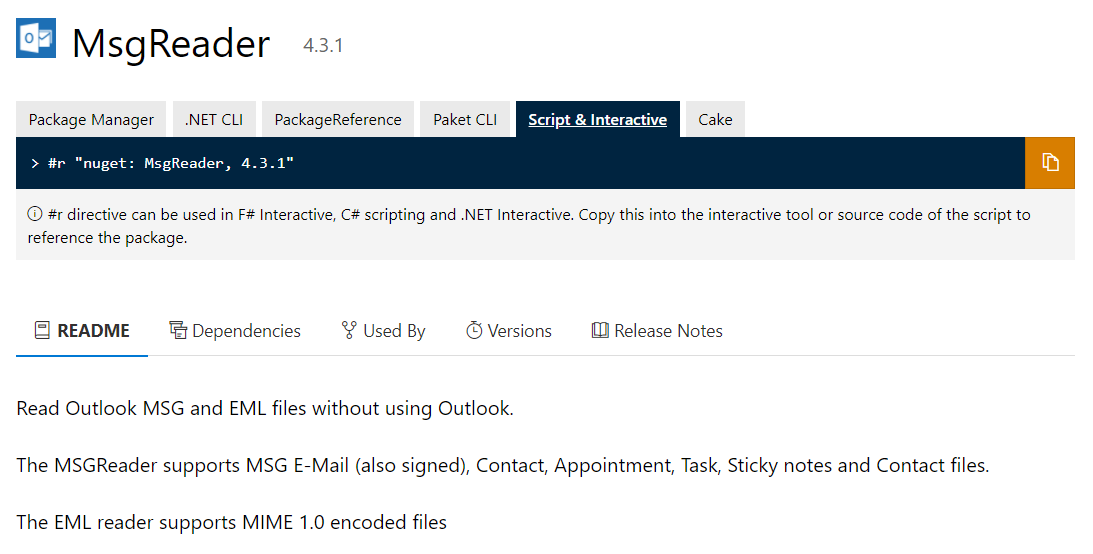 MsgReader 4.3.1
Package Manager .NET CLI PackageReference Paket CLI Script & Interactive Cake
> #r "nuget: MsgReader, 4.3.1"
#r directive can be used in F# Interactive, C# scripting and .NET Interactive. Copy this into the interactive tool or source code of the script to
reference the package.
README Dependencies Used By Versions Release Notes
Read Outlook MSG and EML files without using Outlook.
The MSGReader supports MSG E-Mail (also signed), Contact, Appointment, Task, Sticky notes and Contact files.
The EML reader supports MIME 1.0 encoded files